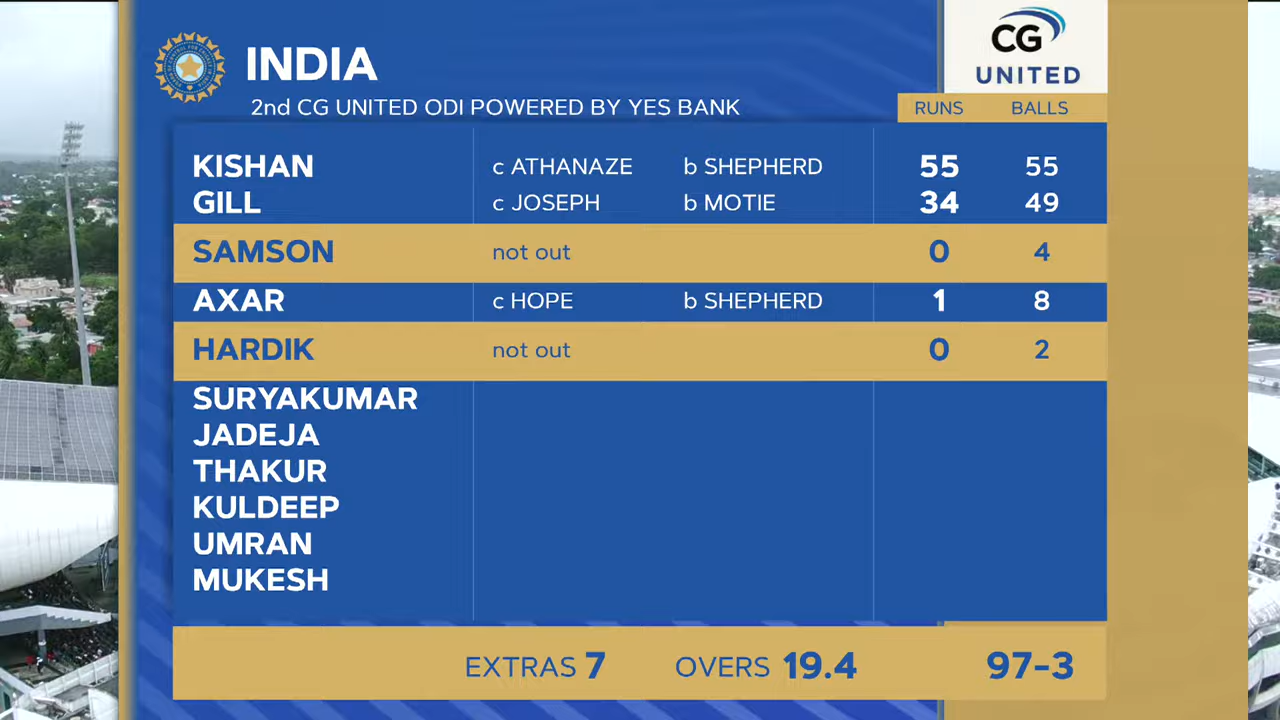 CG
UNITED
INDIA
2nd CG UNITED ODI POWERED BY YES BANK
RUNS BALLS
KISHAN c ATHANAZE b SHEPHERD 55 55
GILL c JOSEPH b MOTIE 34 49
SAMSON not out 0 4
AXAR c HOPE b SHEPHERD 1 8
HARDIK not out 0 2
SURYAKUMAR
JADEJA
THAKUR
KULDEEP
UMRAN
MUKESH
EXTRAS 7 OVERS 19.4 97-3